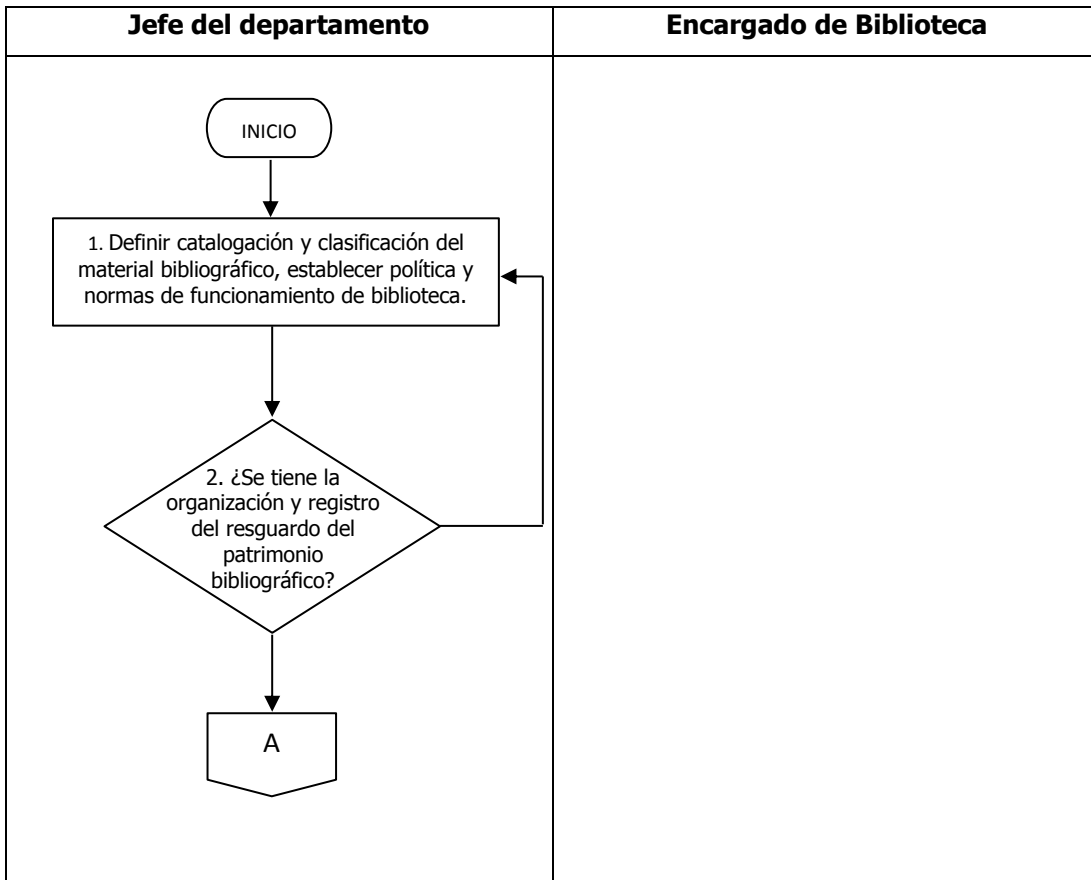 Jefe del departamento
Encargado de Biblioteca
INICIO
1. Definir catalogación y clasificación del
material bibliográfico, establecer política y
normas de funcionamiento de biblioteca.
2. ¿Se tiene la
organización y registro
del resguardo del
patrimonio
bibliográfico?
A